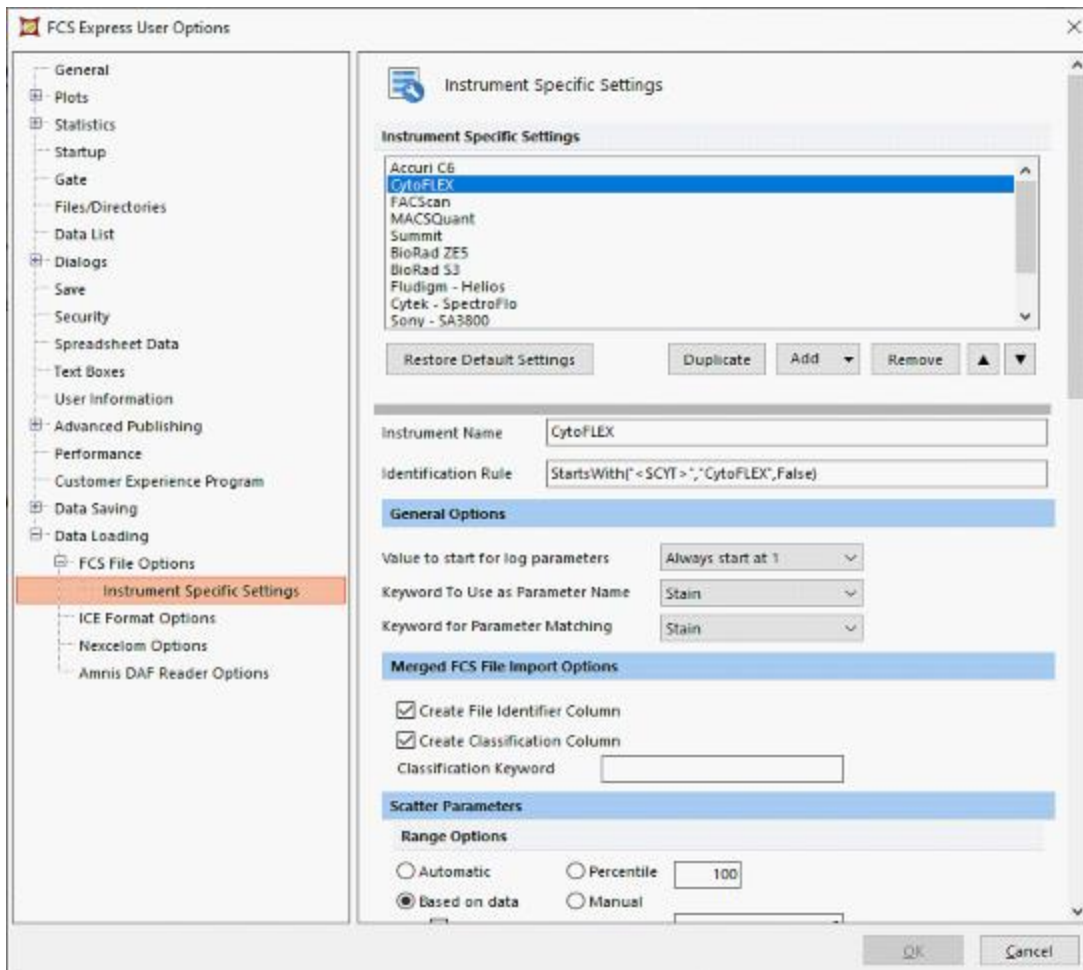 FCS Express User Options
General
Plots
Statistics
Startup
Gate
Files/Directories
Data List
Dialogs
Save
Security
Spreadsheet Data
Text Boxes
User Information
Advanced Publishing
Performance
Customer Experience Program
Data Saving
Data Loading
FCS File Options
Instrument Specific Settings
ICE Format Options
Nexcelom Options
Amnis DAF Reader Options
Instrument Specific Settings
Instrument Specific Settings
Accuri C6
CytoFLEX
FACScan
MACSQuant
Summit
BioRad ZE5
BioRad S3
Fludigm - Helios
Cytek - SpectroFlo
Sony - SA3800
Restore Default Settings Duplicate Add Remove
Instrument Name CytoFLEX
Identification Rule StartsWith("<$CYT>","CytoFLEX",False)
General Options
Value to start for log parameters Always start at 1
Keyword To Use as Parameter Name Stain
Keyword for Parameter Matching Stain
Merged FCS File Import Options
Create File Identifier Column
Create Classification Column
Classification Keyword
Scatter Parameters
Range Options
Automatic Percentile 100
Based on data Manual
OK Cancel